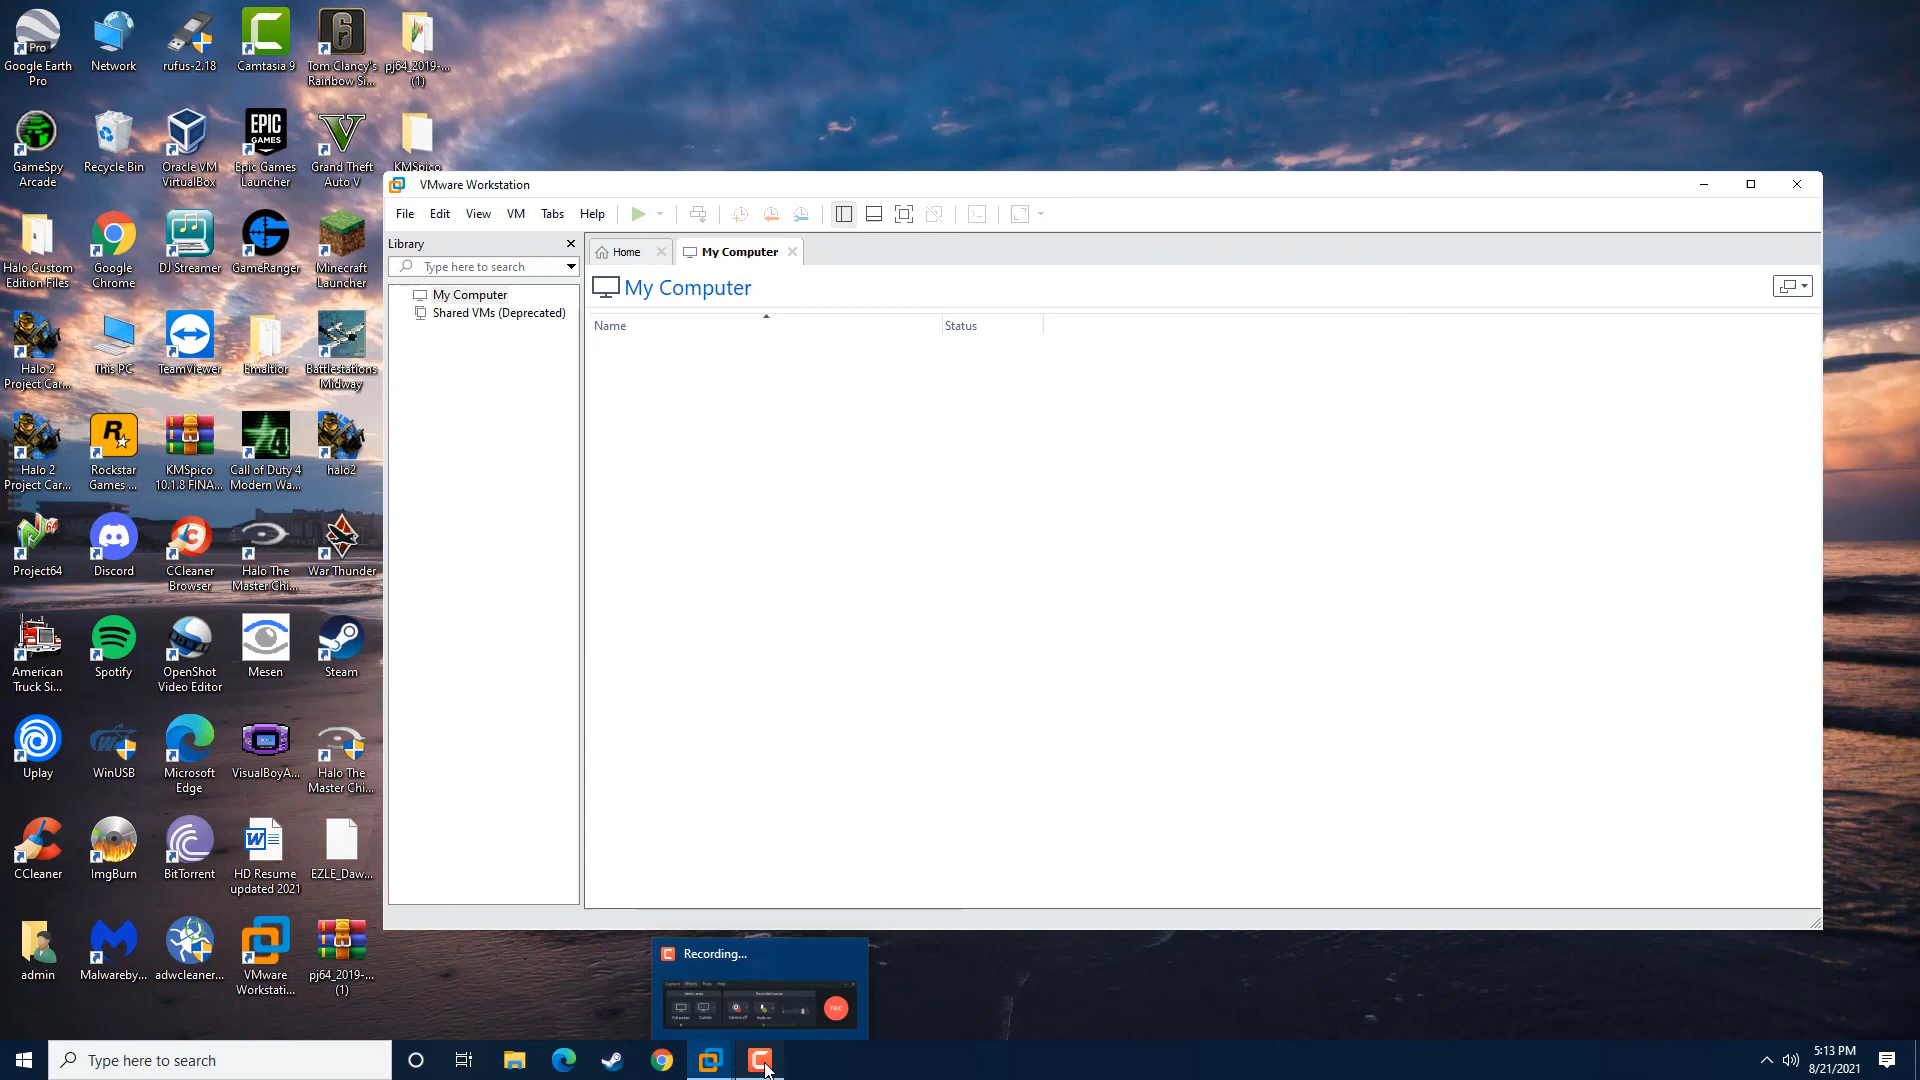 Google Earth
Pro
Network
rufus-2.18
Camtasia 9
Tom Clancy's
Rainbow Si...
pj64_2019-...
(1)
GameSpy
Arcade
Recycle Bin
Oracle VM
VirtualBox
EPIC
GAMES
Epic Games
Launcher
Grand Theft
Auto V
KMSpico
Halo Custom
Edition Files
Google
Chrome
DJ Streamer
GameRanger
Minecraft
Launcher
Halo 2
Project Car...
This PC
TeamViewer
Emaltior
Battlestations
Midway
Halo 2
Project Car...
Rockstar
Games ...
KMSpico
10.1.8 FINA...
Call of Duty 4
Modern Wa...
halo2
Project64
Discord
CCleaner
Browser
Halo The
Master Chi...
War Thunder
American
Truck Si...
Spotify
OpenShot
Video Editor
Mesen
Steam
Uplay
WinUSB
Microsoft
Edge
VisualBoyA...
Halo The
Master Chi...
CCleaner
ImgBurn
BitTorrent
HD Resume
updated 2021
EZLE_Daw...
admin
Malwareby...
adwcleaner...
VMware
Workstati...
pj64_2019-...
(1)
VMware Workstation
File Edit View VM Tabs Help
Library
Type here to search
My Computer
Shared VMs (Deprecated)
Home
My Computer
My Computer
Name Status
Recording...
Capture Effects Tools Help
rec
Type here to search
5:13 PM
8/21/2021